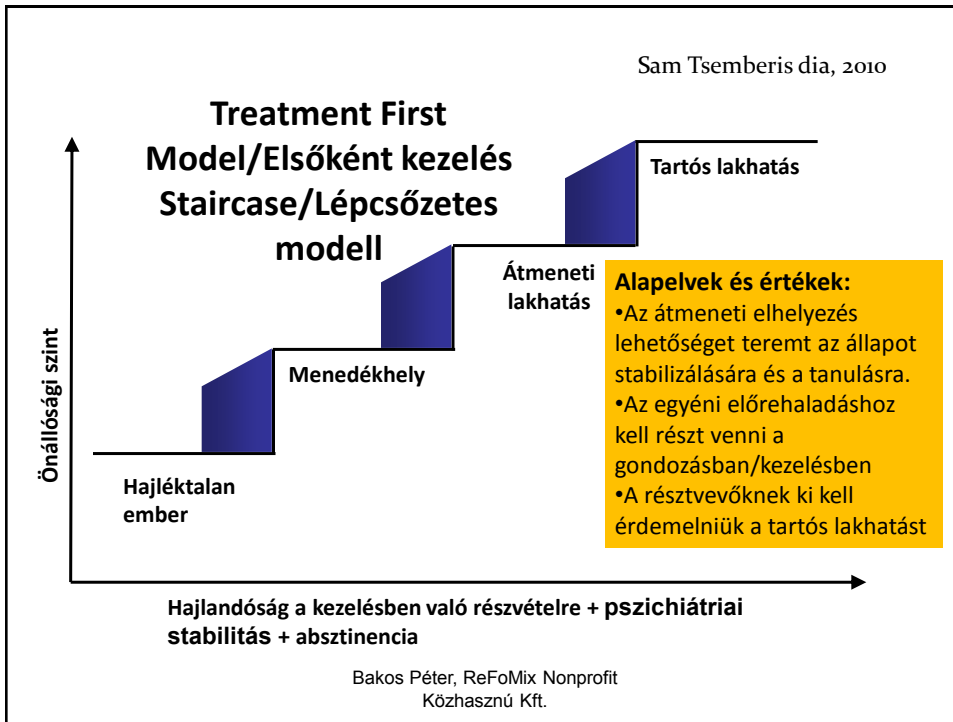 Sam Tsemberis dia, 2010
Treatment First
Model/Elsőként kezelés
Staircase/Lépcsőzetes
modell
Tartós lakhatás
Átmeneti
lakhatás
Menedékhely
Hajléktalan
ember
Önállósági szint
Alapelvek és értékek:
•Az átmeneti elhelyezés
lehetőséget teremt az állapot
stabilizálására és a tanulásra.
•Az egyéni előrehaladáshoz
kell részt venni a
gondozásban/kezelésben
•A résztvevőknek ki kell
érdemelniük a tartós lakhatást
Hajlandóság a kezelésben való részvételre + pszichiátriai
stabilitás + absztinencia
Bakos Péter, ReFoMix Nonprofit
Közhasznú Kft.